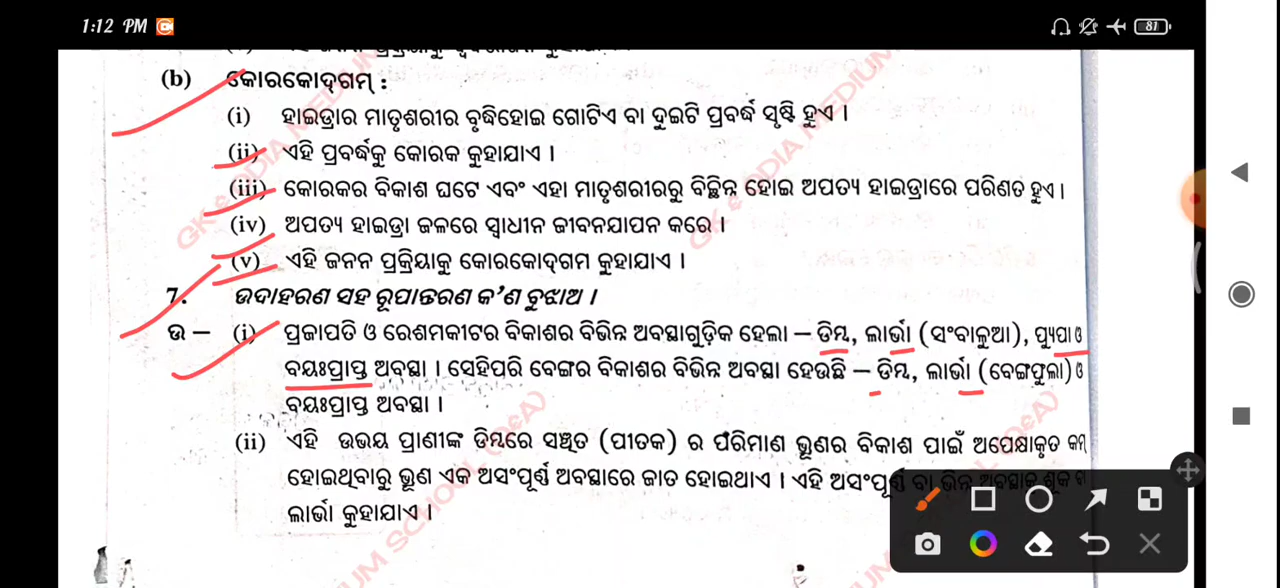 1:12 PM
81
(b) କୋରକୋଦ୍‌ଗମ୍ :
(i) ହାଇଡ୍ରାର ମାତୃଶରୀର ବୃଦ୍ଧିହୋଇ ଗୋଟିଏ ବା ଦୁଇଟି ପ୍ରବର୍ଦ୍ଧ ସୃଷ୍ଟି ହୁଏ ।
(ii) ଏହି ପ୍ରବର୍ଦ୍ଧକୁ କୋରକ କୁହାଯାଏ ।
(iii) କୋରକର ବିକାଶ ଘଟେ ଏବଂ ଏହା ମାତୃଶରୀରରୁ ବିଚ୍ଛିନ୍ନ ହୋଇ ଅପତ୍ୟ ହାଇଡ୍ରାରେ ପରିଣତ ହୁଏ ।
(iv) ଅପତ୍ୟ ହାଇଡ୍ରା ଜଳରେ ସ୍ୱାଧୀନ ଜୀବନଯାପନ କରେ ।
(v) ଏହି ଜନନ ପ୍ରକ୍ରିୟାକୁ କୋରକୋଦ୍‌ଗମ କୁହାଯାଏ ।
7. ଉଦାହରଣ ସହ ରୂପାନ୍ତରଣ କ'ଣ ବୁଝାଅ ।
ଉ – (i) ପ୍ରଜାପତି ଓ ରେଶମକୀଟର ବିକାଶର ବିଭିନ୍ନ ଅବସ୍ଥାଗୁଡ଼ିକ ହେଲା – ଡିମ୍ବ, ଲାର୍ଭା (ସଂବାଳୁଆ), ପ୍ୟୁପା ଓ
ବୟଃପ୍ରାପ୍ତ ଅବସ୍ଥା । ସେହିପରି ବେଙ୍ଗର ବିକାଶର ବିଭିନ୍ନ ଅବସ୍ଥା ହେଉଛି – ଡିମ୍ବ, ଲାର୍ଭା (ବେଙ୍ଗଫୁଲା) ଓ
ବୟଃପ୍ରାପ୍ତ ଅବସ୍ଥା ।
(ii) ଏହି ଉଭୟ ପ୍ରାଣୀଙ୍କ ଡିମ୍ବରେ ସଞ୍ଚିତ (ପୀତକ) ର ପରିମାଣ ଭ୍ରୂଣର ବିକାଶ ପାଇଁ ଅପେକ୍ଷାକୃତ କମ୍
ହୋଇଥିବାରୁ ଭ୍ରୂଣ ଏକ ଅସଂପୂର୍ଣ୍ଣ ଅବସ୍ଥାରେ ଜାତ ହୋଇଥାଏ । ଏହି ଅସଂପୂର୍ଣ୍ଣ ବା ଭିନ୍ନ ଅବସ୍ଥାକୁ ଶୂକ
ଲାର୍ଭା କୁହାଯାଏ ।